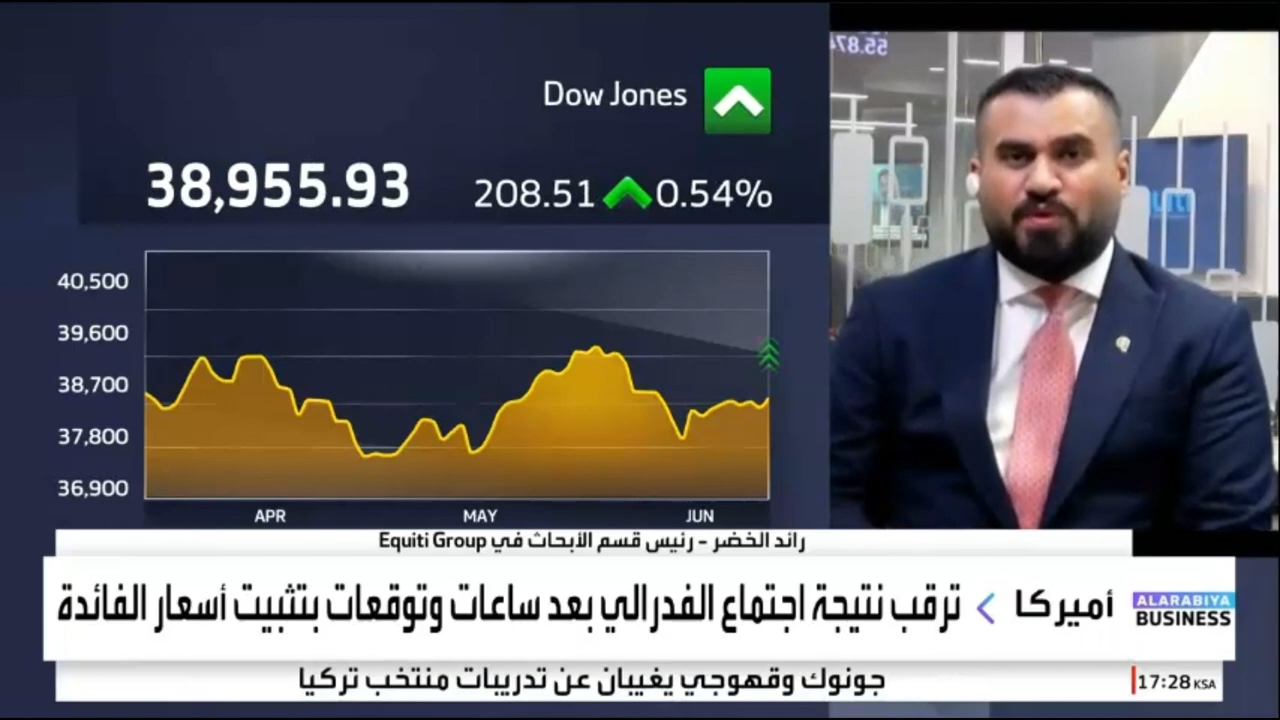 Dow Jones
38,955.93
208.51 0.54%
40,500
39,600
38,700
37,800
36,900
APR MAY JUN
55.874
رائد الخضر - رئيس قسم الأبحاث في Equiti Group
ALARABIYA
BUSINESS
أميركا > ترقب نتيجة اجتماع الفدرالي بعد ساعات وتوقعات بتثبيت أسعار الفائدة
جونوك وقهوجي يغيبان عن تدريبات منتخب تركيا
17:28 KSA